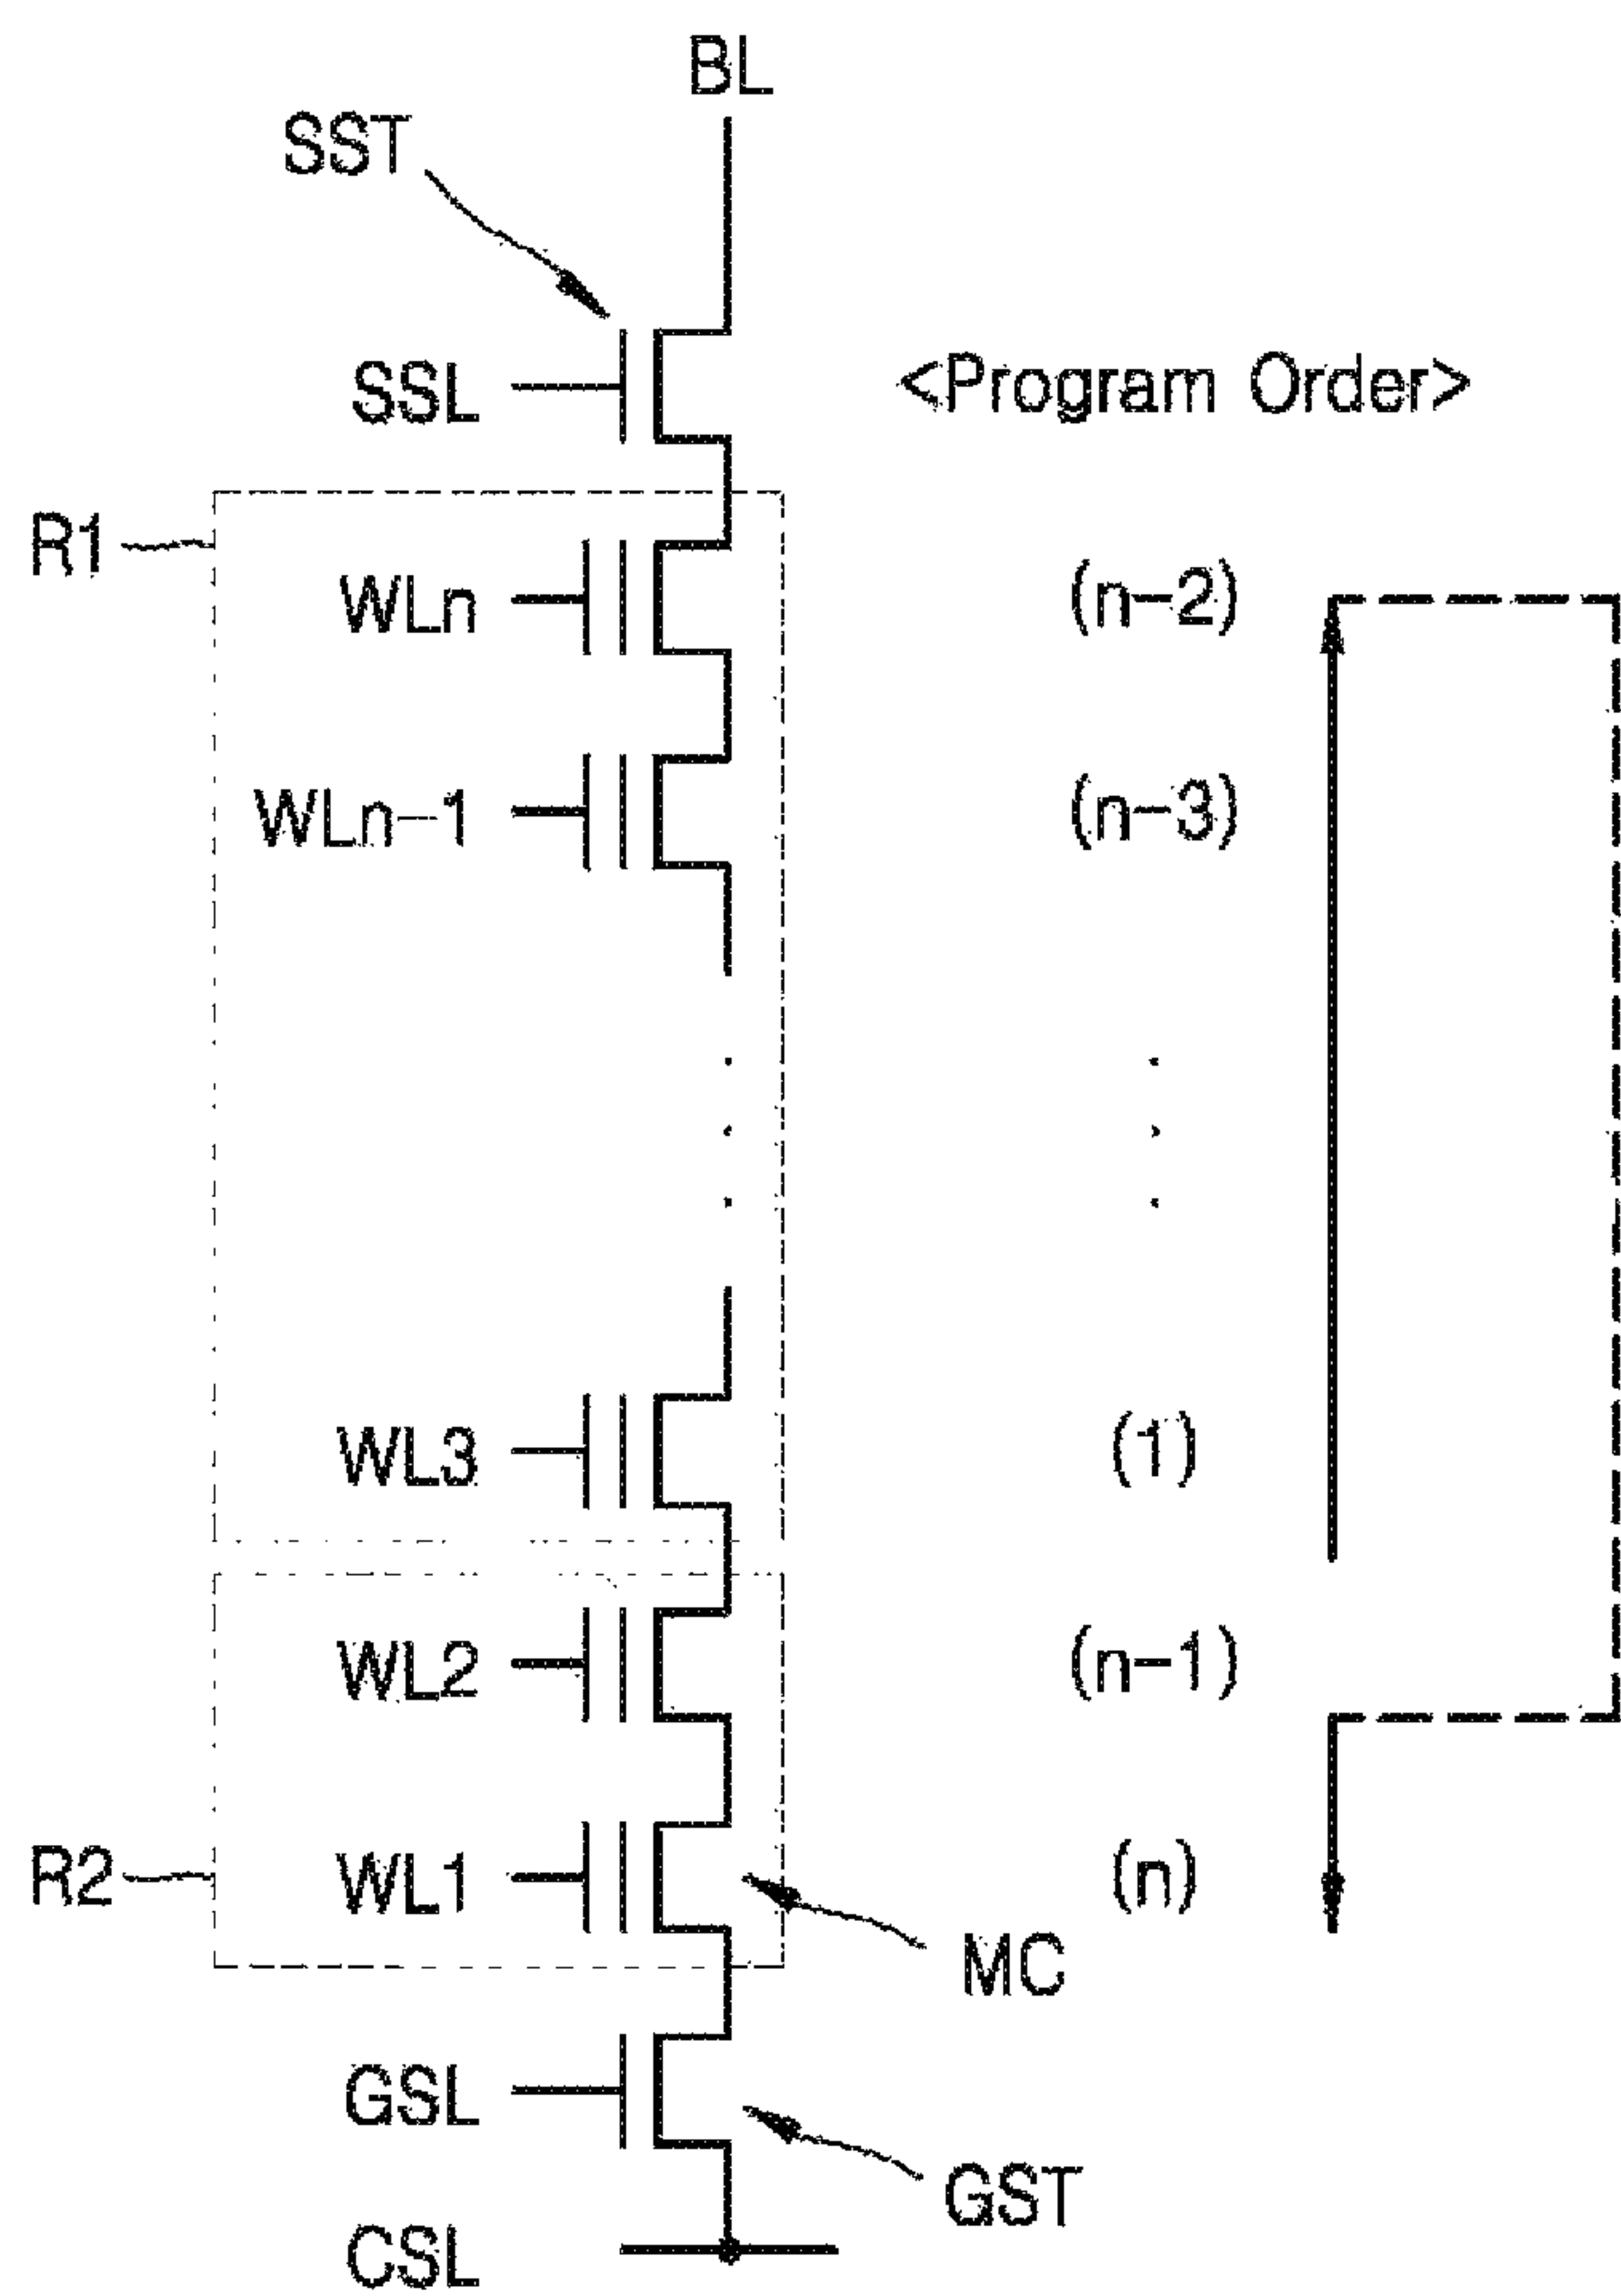 BL
SST
SSL
<Program Order>
R1
WLn
(n-2)
WLn-1
(n-3)
WL3
(1)
WL2
(n-1)
R2
WL1
(n)
MC
GSL
GST
CSL